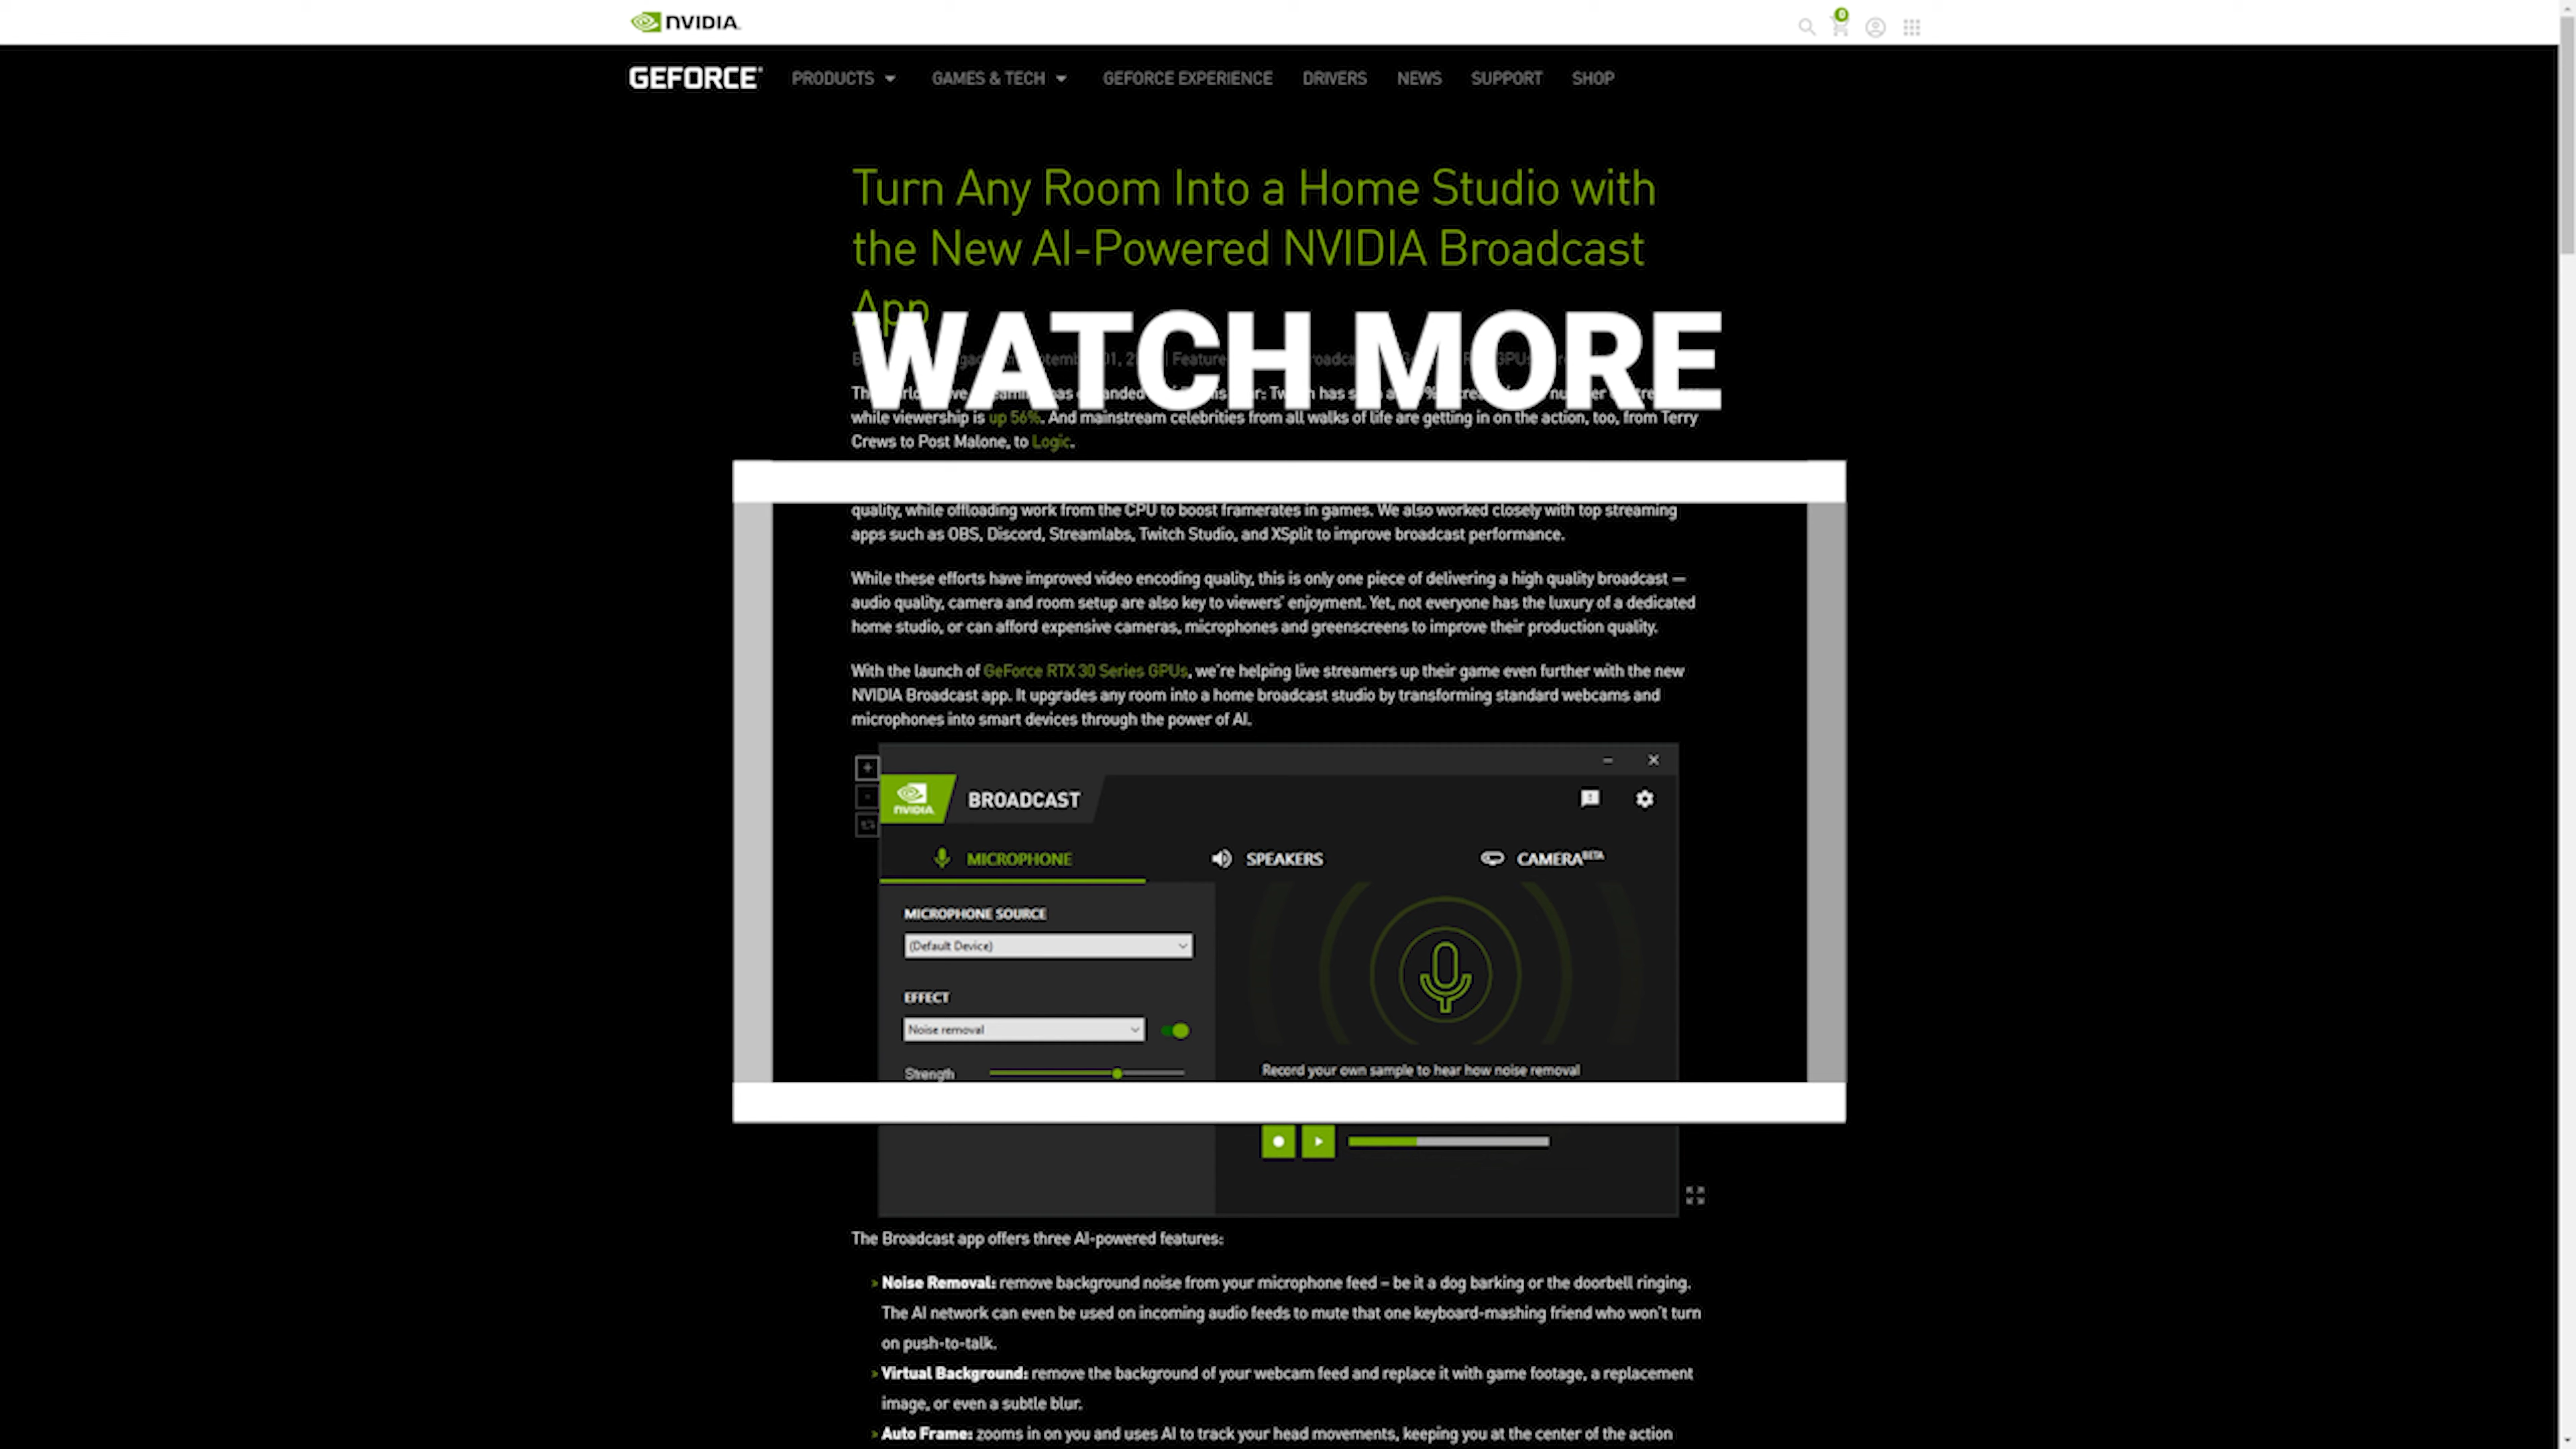 NVIDIA.
0
GEFORCE PRODUCTS GAMES & TECH GEFORCE EXPERIENCE DRIVERS NEWS SUPPORT SHOP
Turn Any Room Into a Home Studio with
the New AI-Powered NVIDIA Broadcast
App
WATCH MORE
while viewership is up 56%. And mainstream celebrities from all walks of life are getting in on the action, too, from Terry
Crews to Post Malone, to Logic.
quality, while offloading work from the CPU to boost framerates in games. We also worked closely with top streaming
apps such as OBS, Discord, Streamlabs, Twitch Studio, and XSplit to improve broadcast performance.
While these efforts have improved video encoding quality, this is only one piece of delivering a high quality broadcast —
audio quality, camera and room setup are also key to viewers' enjoyment. Yet, not everyone has the luxury of a dedicated
home studio, or can afford expensive cameras, microphones and greenscreens to improve their production quality.
With the launch of GeForce RTX 30 Series GPUs, we're helping live streamers up their game even further with the new
NVIDIA Broadcast app. It upgrades any room into a home broadcast studio by transforming standard webcams and
microphones into smart devices through the power of AI.
NVIDIA. BROADCAST
MICROPHONE SPEAKERS CAMERA BETA
MICROPHONE SOURCE
(Default Device)
EFFECT
Noise removal
Strength
Record your own sample to hear how noise removal
The Broadcast app offers three AI-powered features:
» Noise Removal: remove background noise from your microphone feed – be it a dog barking or the doorbell ringing.
The AI network can even be used on incoming audio feeds to mute that one keyboard-mashing friend who won't turn
on push-to-talk.
» Virtual Background: remove the background of your webcam feed and replace it with game footage, a replacement
image, or even a subtle blur.
» Auto Frame: zooms in on you and uses AI to track your head movements, keeping you at the center of the action